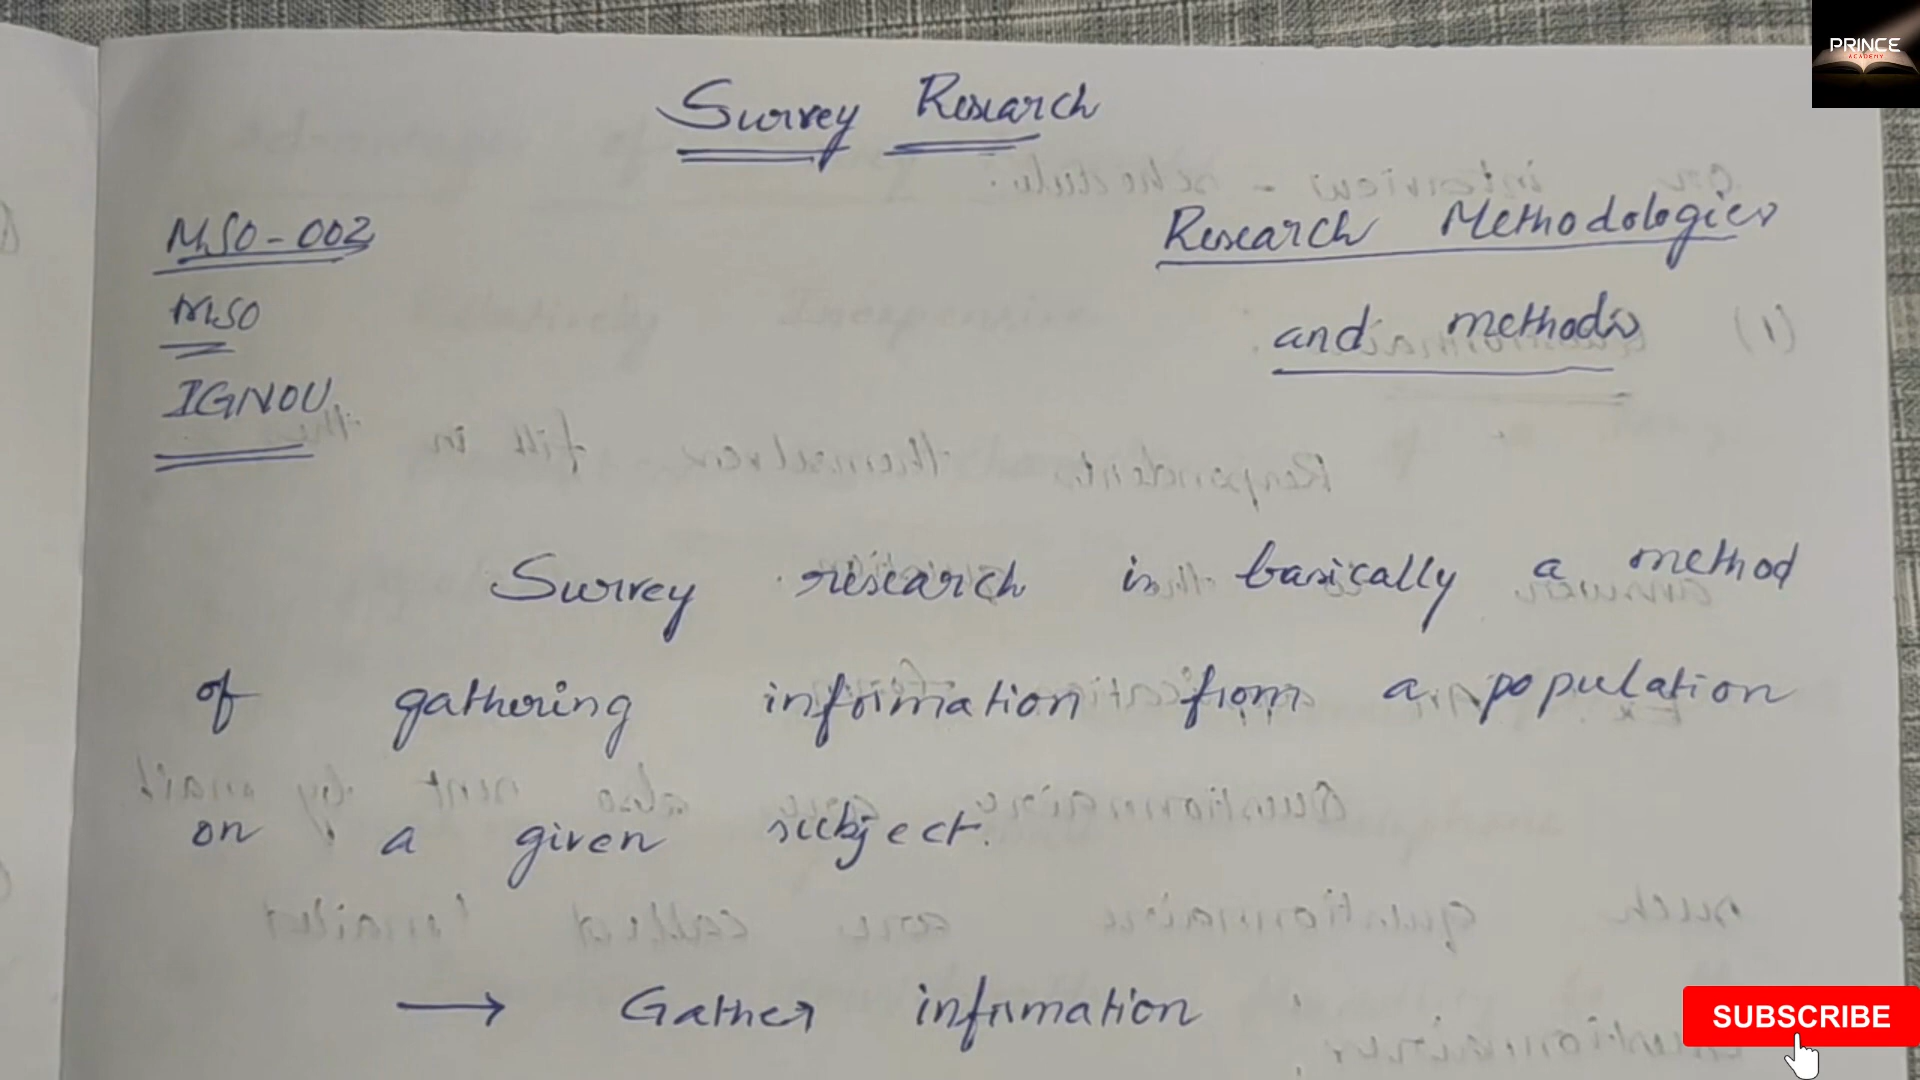 PRINCE
ACADEMY
Survey Research
MSO-002
Research Methodologies
MSO
and methods
IGNOU
Survey research is basically a method
of gathering information from a population
on a given subject.
→ Gather information
SUBSCRIBE